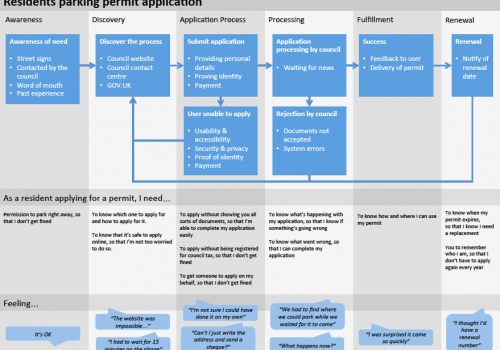 Residents parking permit application
Awareness
Discovery
Application Process
Processing
Fulfillment
Renewal
Awareness of need
• Street signs
• Contacted by the
council
• Word of mouth
• Past experience
Discover the process
• Council website
• Council contact
centre
• GOV.UK
Submit application
• Providing personal
details
• Proving identity
• Payment
Application
processing by council
• Waiting for news
Success
• Feedback to user
• Delivery of permit
Renewal
• Notify of
renewal
date
User unable to apply
• Usability &
accessibility
• Security & privacy
• Proof of identity
• Payment
Rejection by council
• Documents not
accepted
• System errors
As a resident applying for a permit, I need...
Permission to park right away, so
that I don't get fined
To know which one to apply for
and how to apply for it.
To know that it's safe to apply
online, so that I'm not too worried
to do so.
To apply without showing you all
sorts of documents, so that I'm
able to complete my application
easily
To apply without being registered
for council tax, so that I don't get
fined
To get someone to apply on my
behalf, so that I don't get fined
To know what's happening with
my application, so that I know if
something's going wrong
To know what went wrong, so
that I can complete my
application
To know how and where i can use
my permit
To know when my
permit expires,
so that I know I need
a replacement
You to remember
who I am, so that I
don't have to apply
again every year
Feeling...
It's OK
"The website was
impossible..."
"I had to wait for 15
minutes on the phone"
"I'm not sure I could have
done it on my own"
"Can't I just write the
address and send a
cheque?"
"We had to find where
we could park while we
waited for it to come"
"What happens now?"
"I was surprised it came
so quickly"
"I thought I'd
have a
renewal
number"